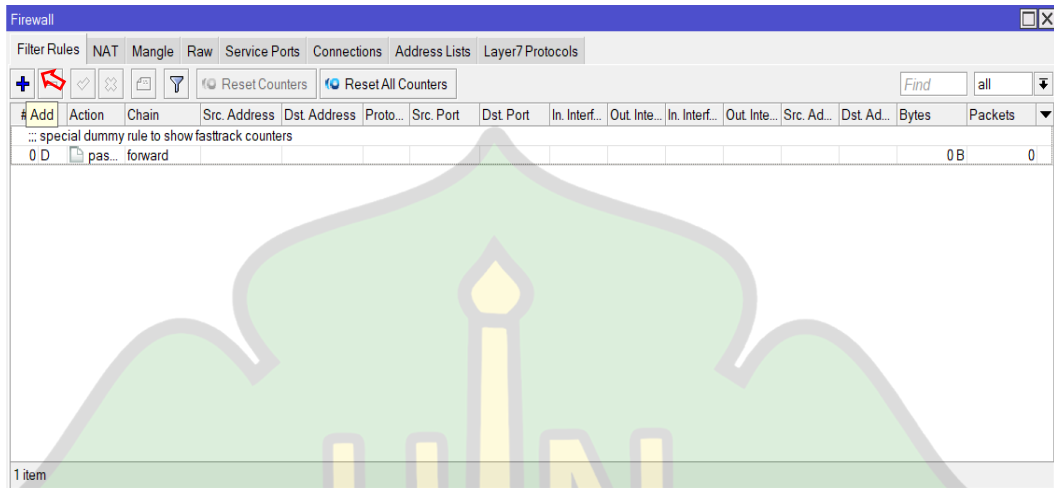 Firewall
Filter Rules NAT Mangle Raw Service Ports Connections Address Lists Layer7 Protocols
Reset Counters Reset All Counters Find all
# Add Action Chain Src. Address Dst. Address Proto... Src. Port Dst. Port In. Interf... Out. Inte... In. Interf... Out. Inte... Src. Ad... Dst. Ad... Bytes Packets
;;; special dummy rule to show fasttrack counters
0 D pas... forward 0 B 0
UIN
1 item